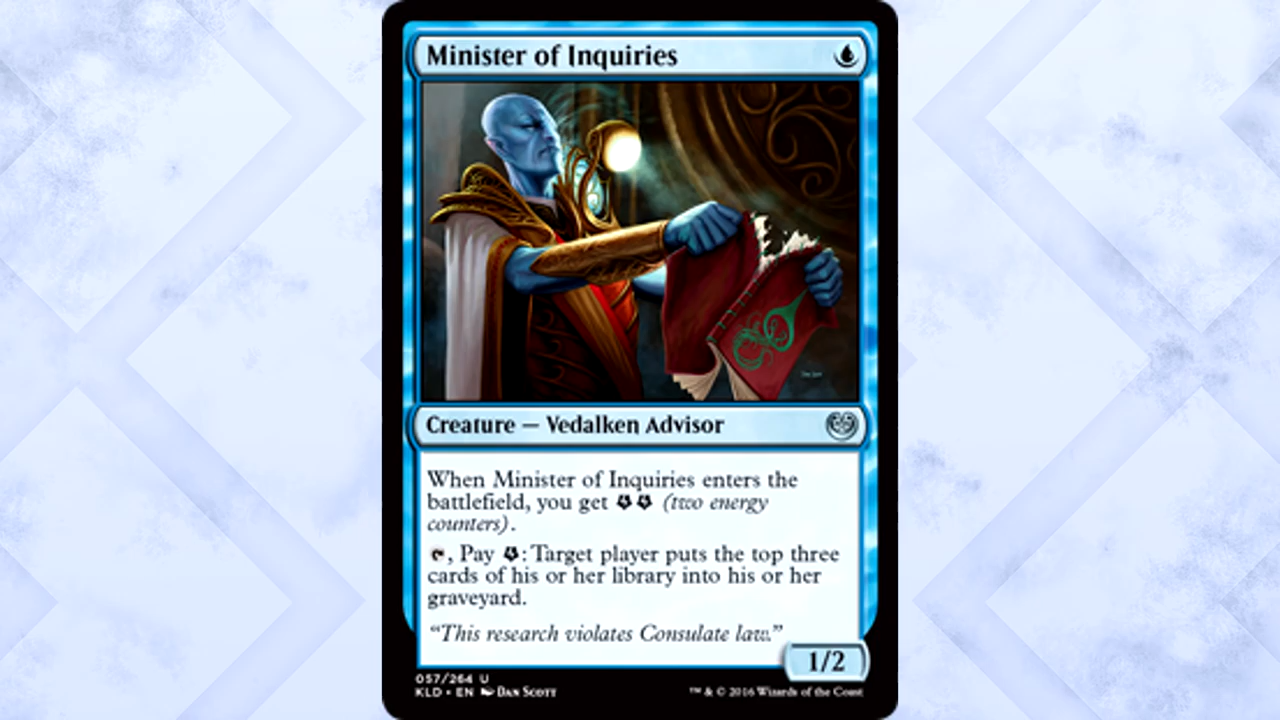 Minister of Inquiries
Creature — Vedalken Advisor
When Minister of Inquiries enters the
battlefield, you get (two energy
counters).
, Pay : Target player puts the top three
cards of his or her library into his or her
graveyard.
“This research violates Consulate law.”
1/2
057/264 U
KLD • EN Dan Scott
™ & © 2016 Wizards of the Coast